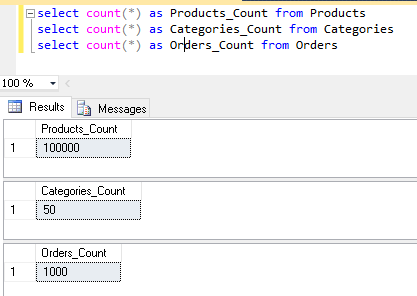 select count(*) as Products_Count from Products
select count(*) as Categories_Count from Categories
select count(*) as Orders_Count from Orders
100 %
Results Messages
Products_Count
1 100000
Categories_Count
1 50
Orders_Count
1 1000